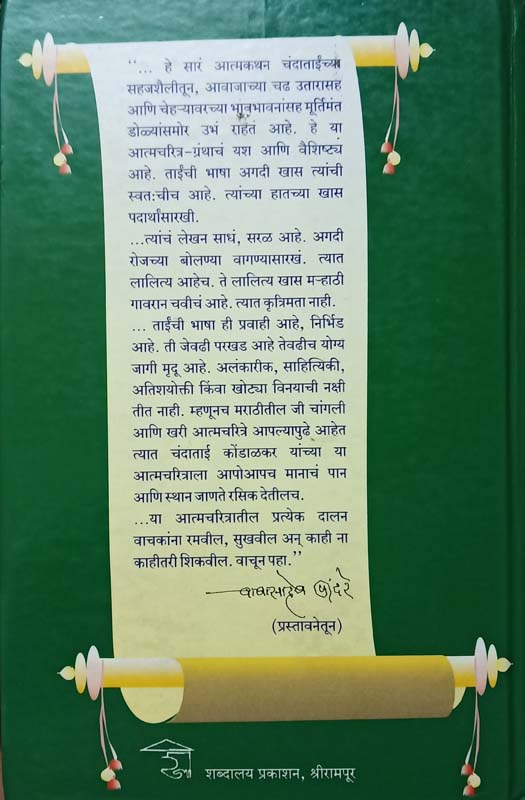 “... हे सारं आत्मकथन चंदाताईंच्या
सहजशैलीतून, आवाजाच्या चढ उतारासह
आणि चेहऱ्यावरच्या भावभावनांसह मूर्तिमंत
डोळ्यांसमोर उभं राहतं आहे. हे या
आत्मचरित्र-ग्रंथाचं यश आणि वैशिष्ट्यं
आहे. ताईंची भाषा अगदी खास त्यांची
स्वतःचीच आहे. त्यांच्या हातच्या खास
पदार्थांसारखी.
...त्यांचं लेखन साधं, सरळ आहे. अगदी
रोजच्या बोलण्या वागण्यासारखं. त्यात
लालित्य आहेच. ते लालित्य खास मऱ्हाठी
गावरान चवीचं आहे. त्यात कृत्रिमता नाही.
... ताईंची भाषा ही प्रवाही आहे, निर्भिड
आहे. ती जेवढी परखड आहे तेवढीच योग्य
जागी मृदू आहे. अलंकारीक, साहित्यिकी,
अतिशयोक्ती किंवा खोट्या विनयाची नक्षी
तीत नाही. म्हणूनच मराठीतील जी चांगली
आणि खरी आत्मचरित्रे आपल्यापुढे आहेत
त्यात चंदाताई कोंडाळकर यांच्या या
आत्मचरित्राला आपोआपच मानाचं पान
आणि स्थान जाणते रसिक देतीलच.
...या आत्मचरित्रातील प्रत्येक दालन
वाचकांना रमवील, सुखवील अन् काही ना
काहीतरी शिकवील. वाचून पहा.”
बाबासाहेब पुरंदरे
(प्रस्तावनेतून)
शब्दालय प्रकाशन, श्रीरामपूर